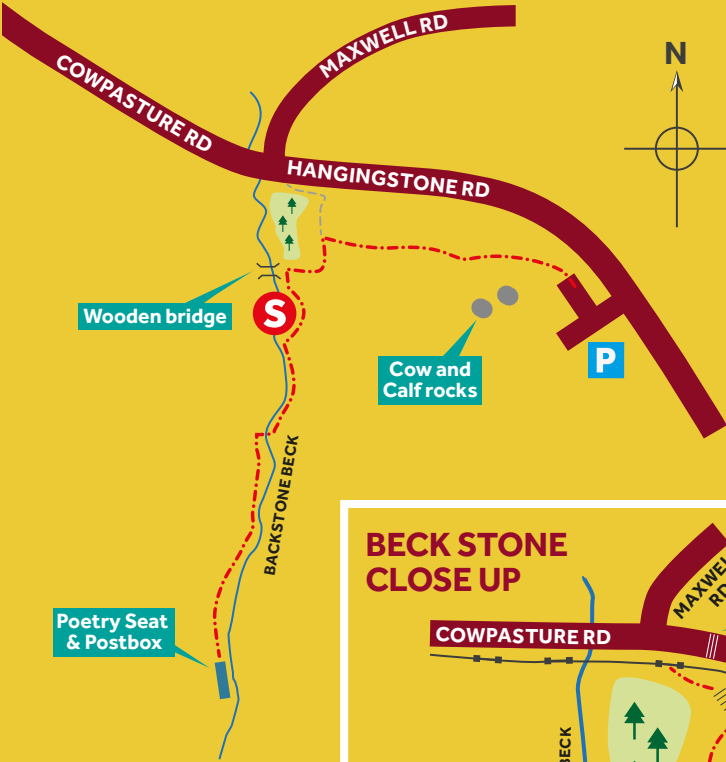 COWPASTURE RD
MAXWELL RD
N
HANGINGSTONE RD
Wooden bridge
S
Cow and
Calf rocks
P
BACKSTONE BECK
Poetry Seat
& Postbox
BECK STONE
CLOSE UP
COWPASTURE RD
RD
BECK